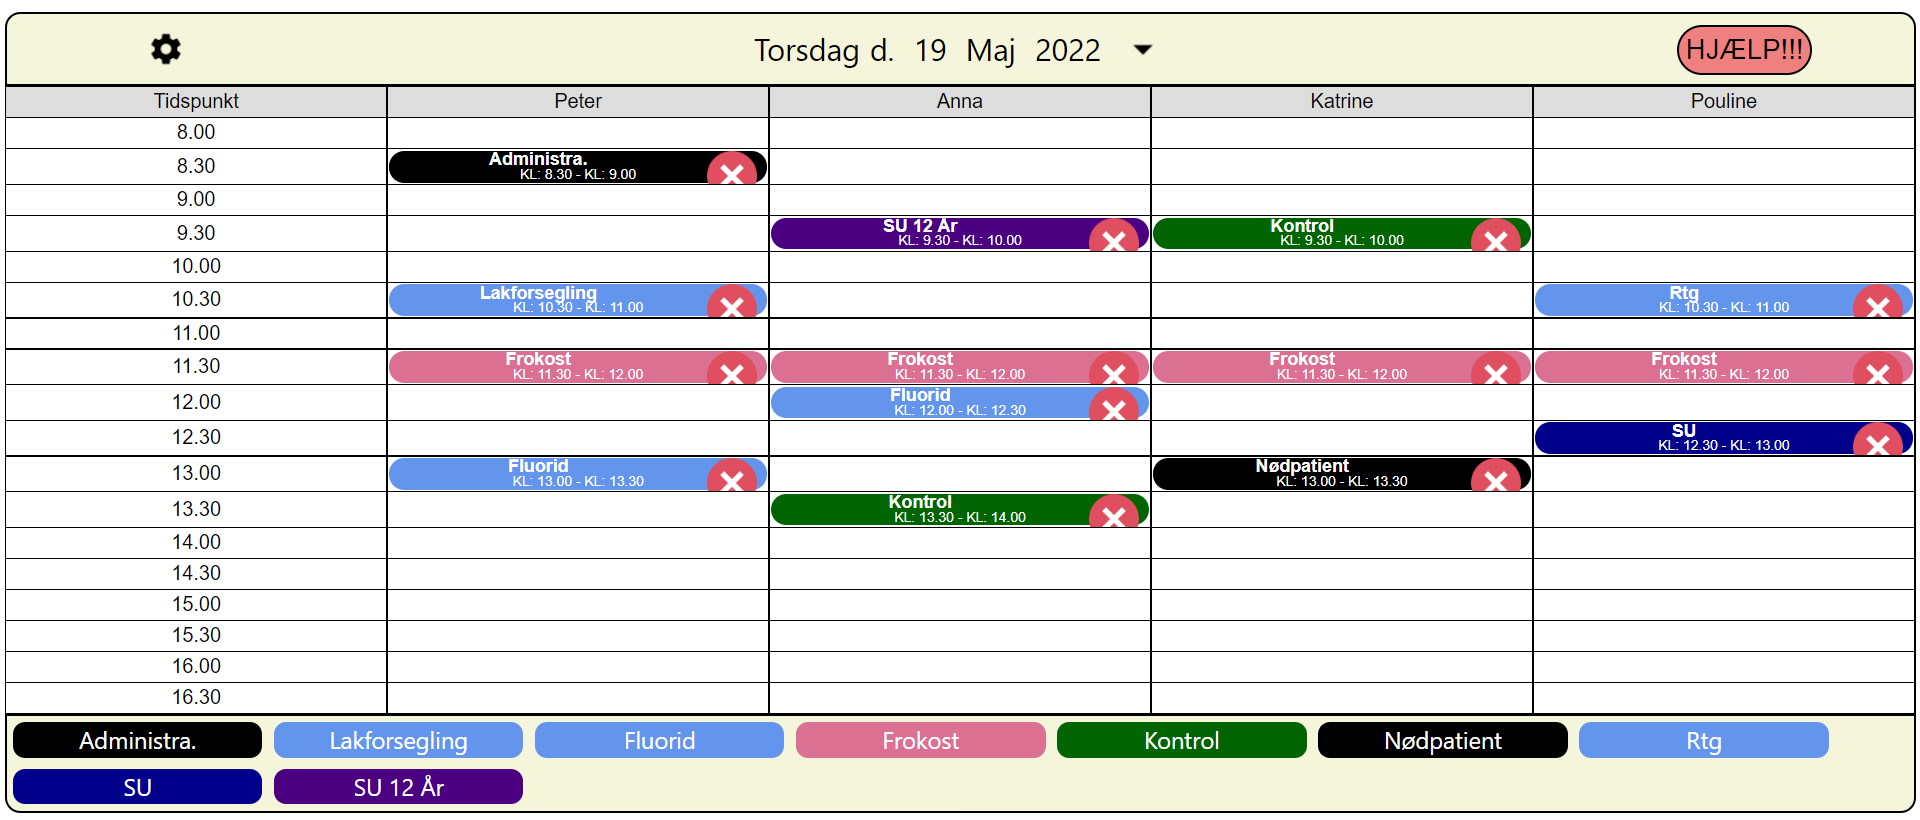 Torsdag d. 19 Maj 2022
HJÆLP!!!
Tidspunkt Peter Anna Katrine Pouline
8.00
8.30 Administra. KL: 8.30 - KL: 9.00
9.00
9.30 SU 12 År KL: 9.30 - KL: 10.00 Kontrol KL: 9.30 - KL: 10.00
10.00
10.30 Lakforsegling KL: 10.30 - KL: 11.00 Rtg KL: 10.30 - KL: 11.00
11.00
11.30 Frokost KL: 11.30 - KL: 12.00 Frokost KL: 11.30 - KL: 12.00 Frokost KL: 11.30 - KL: 12.00 Frokost KL: 11.30 - KL: 12.00
12.00 Fluorid KL: 12.00 - KL: 12.30
12.30 SU KL: 12.30 - KL: 13.00
13.00 Fluorid KL: 13.00 - KL: 13.30 Nødpatient KL: 13.00 - KL: 13.30
13.30 Kontrol KL: 13.30 - KL: 14.00
14.00
14.30
15.00
15.30
16.00
16.30
Administra. Lakforsegling Fluorid Frokost Kontrol Nødpatient Rtg
SU SU 12 År